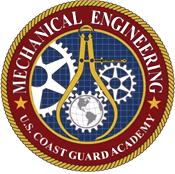 MECHANICAL ENGINEERING
U.S. COAST GUARD ACADEMY